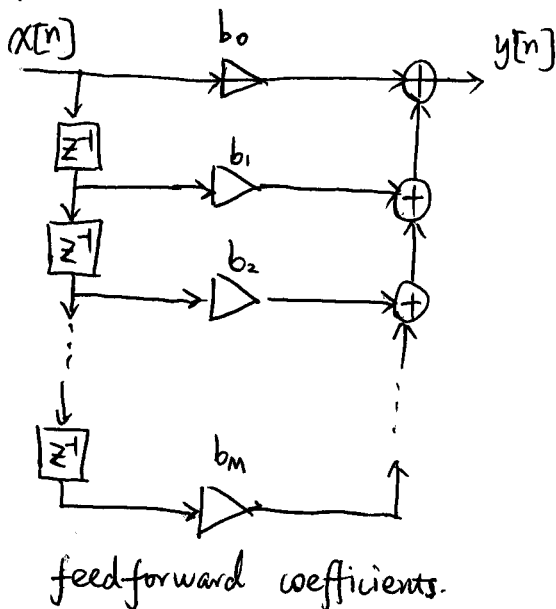 x[n]
b₀
y[n]
z⁻¹
b₁
z⁻¹
b₂
z⁻¹
bM
feedforward coefficients.